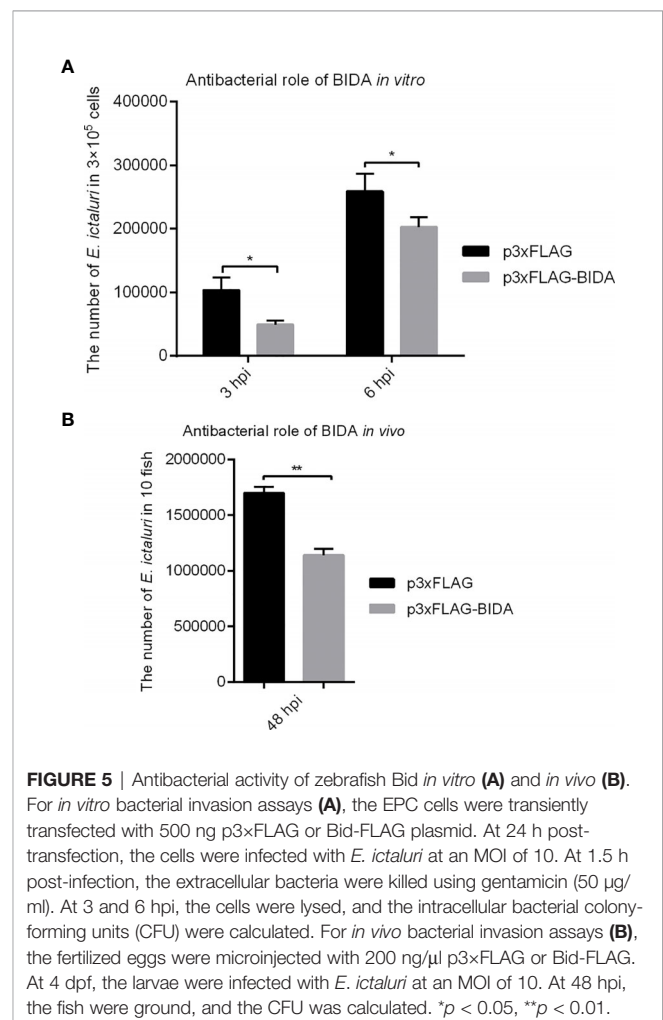 A
Antibacterial role of BIDA in vitro
The number of E. ictaluri in 3×10⁵ cells
400000
300000
200000
100000
0
*
*
3 hpi
6 hpi
p3xFLAG
p3xFLAG-BIDA
B
Antibacterial role of BIDA in vivo
The number of E. ictaluri in 10 fish
2000000
1500000
1000000
500000
0
**
48 hpi
p3xFLAG
p3xFLAG-BIDA
FIGURE 5 | Antibacterial activity of zebrafish Bid in vitro (A) and in vivo (B).
For in vitro bacterial invasion assays (A), the EPC cells were transiently
transfected with 500 ng p3×FLAG or Bid-FLAG plasmid. At 24 h post-
transfection, the cells were infected with E. ictaluri at an MOI of 10. At 1.5 h
post-infection, the extracellular bacteria were killed using gentamicin (50 μg/
ml). At 3 and 6 hpi, the cells were lysed, and the intracellular bacterial colony-
forming units (CFU) were calculated. For in vivo bacterial invasion assays (B),
the fertilized eggs were microinjected with 200 ng/μl p3×FLAG or Bid-FLAG.
At 4 dpf, the larvae were infected with E. ictaluri at an MOI of 10. At 48 hpi,
the fish were ground, and the CFU was calculated. *p < 0.05, **p < 0.01.